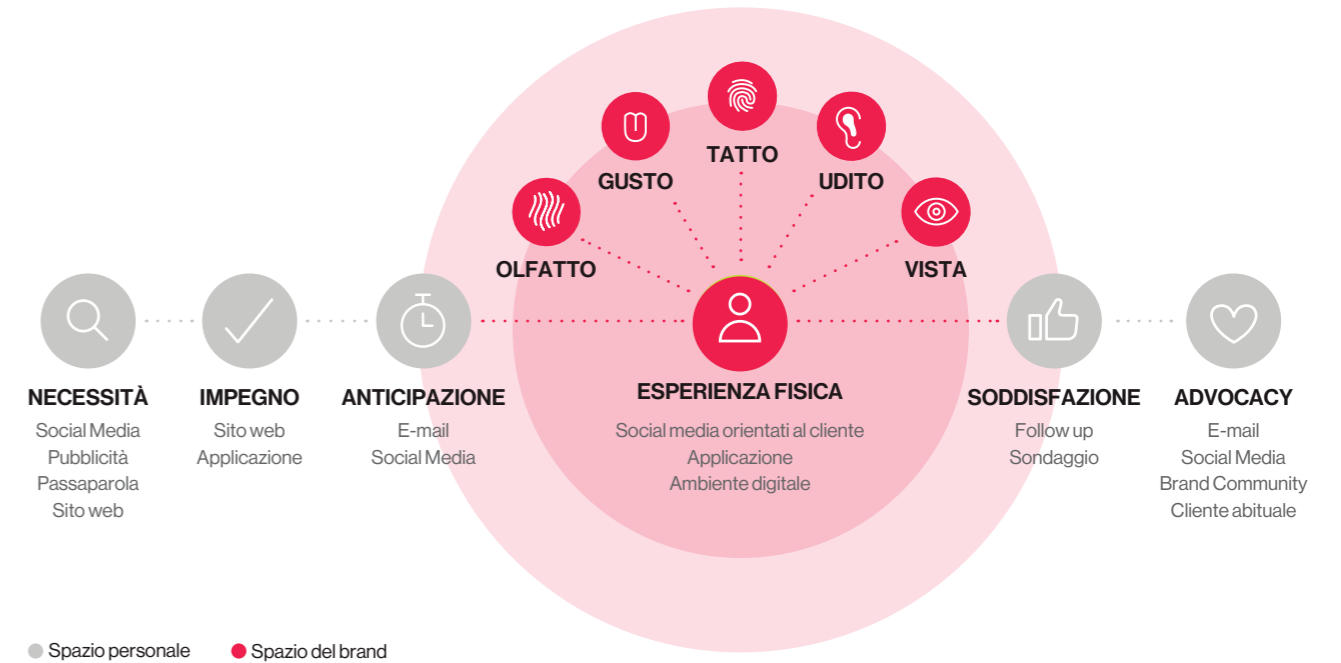 TATTO
GUSTO
UDITO
OLFATTO
VISTA
NECESSITÀ
Social Media
Pubblicità
Passaparola
Sito web
IMPEGNO
Sito web
Applicazione
ANTICIPAZIONE
E-mail
Social Media
ESPERIENZA FISICA
Social media orientati al cliente
Applicazione
Ambiente digitale
SODDISFAZIONE
Follow up
Sondaggio
ADVOCACY
E-mail
Social Media
Brand Community
Cliente abituale
Spazio personale
Spazio del brand